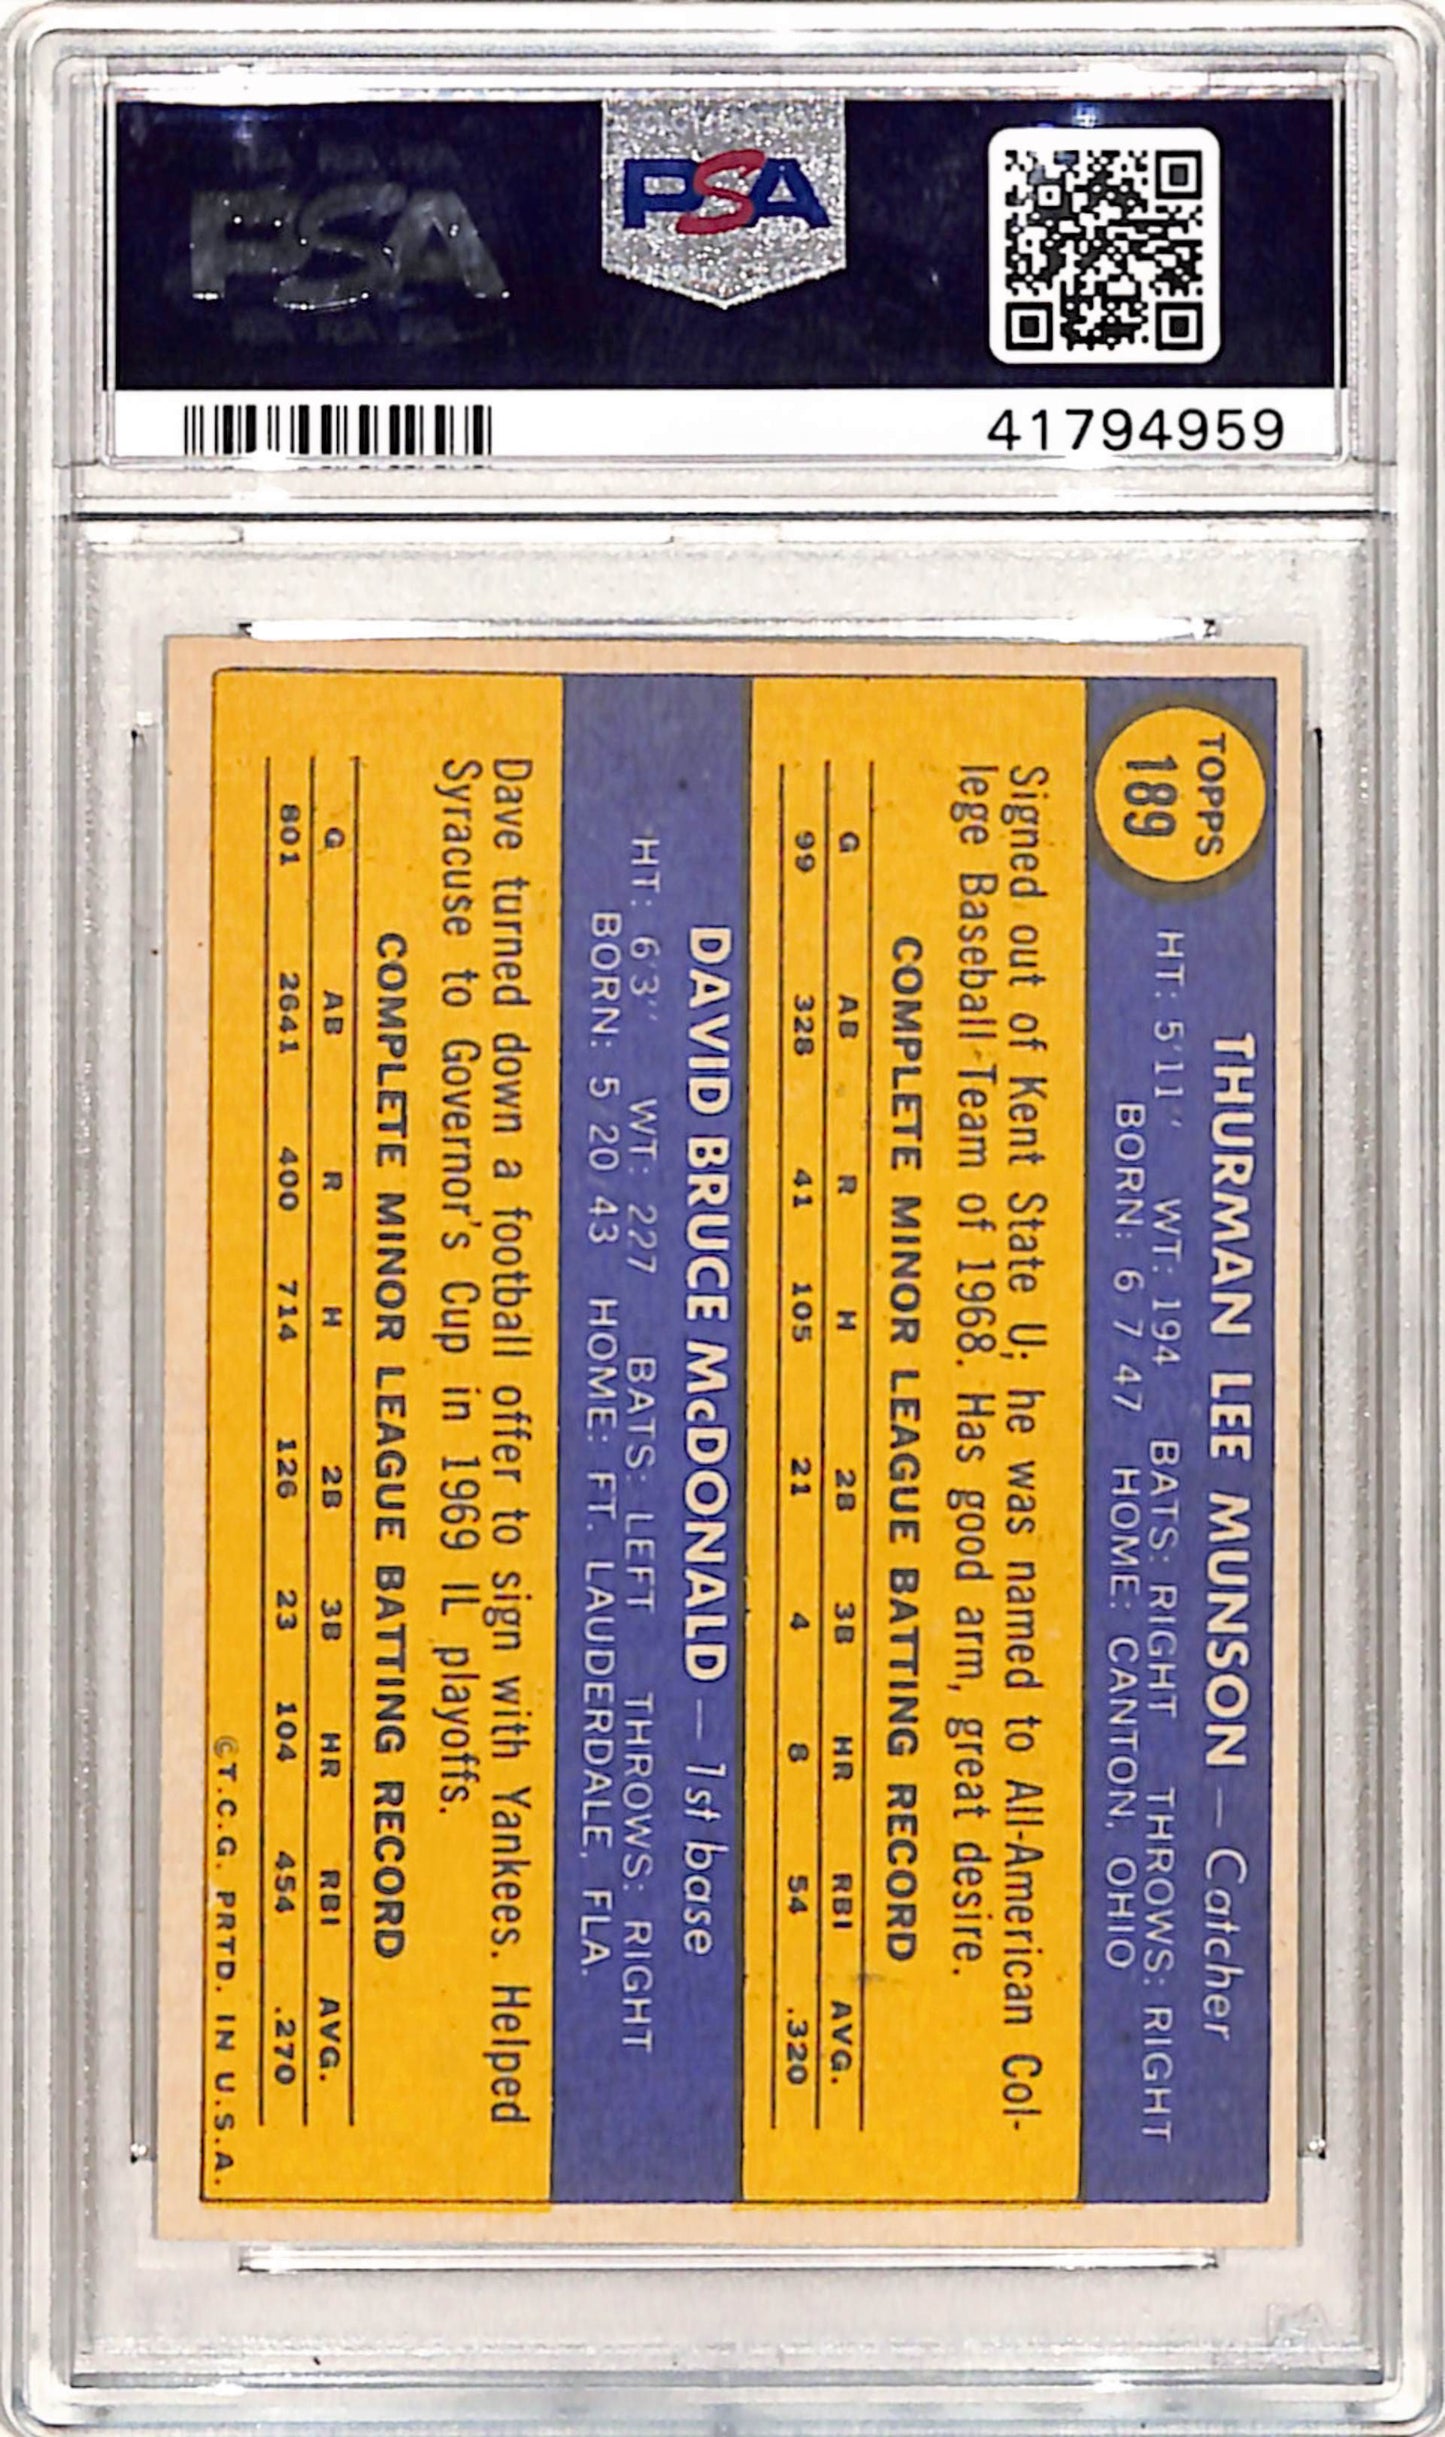 PSA
PSA
41794959
TOPPS
189
THURMAN LEE MUNSON — Catcher
HT: 5'11" WT: 194 BATS: RIGHT THROWS: RIGHT
BORN: 6 7 47 HOME: CANTON, OHIO
Signed out of Kent State U; he was named to All-American Col-
lege Baseball Team of 1968. Has good arm, great desire.
COMPLETE MINOR LEAGUE BATTING RECORD
G AB R H 2B 3B HR RBI AVG.
99 328 41 105 21 4 8 54 .320
DAVID BRUCE McDONALD — 1st base
HT: 6'3" WT: 227 BATS: LEFT THROWS: RIGHT
BORN: 5 20 43 HOME: FT. LAUDERDALE, FLA.
Dave turned down a football offer to sign with Yankees. Helped
Syracuse to Governor's Cup in 1969 IL playoffs.
COMPLETE MINOR LEAGUE BATTING RECORD
G AB R H 2B 3B HR RBI AVG.
801 2641 400 714 126 23 104 454 .270
©T.C.G. PRTD. IN U.S.A.